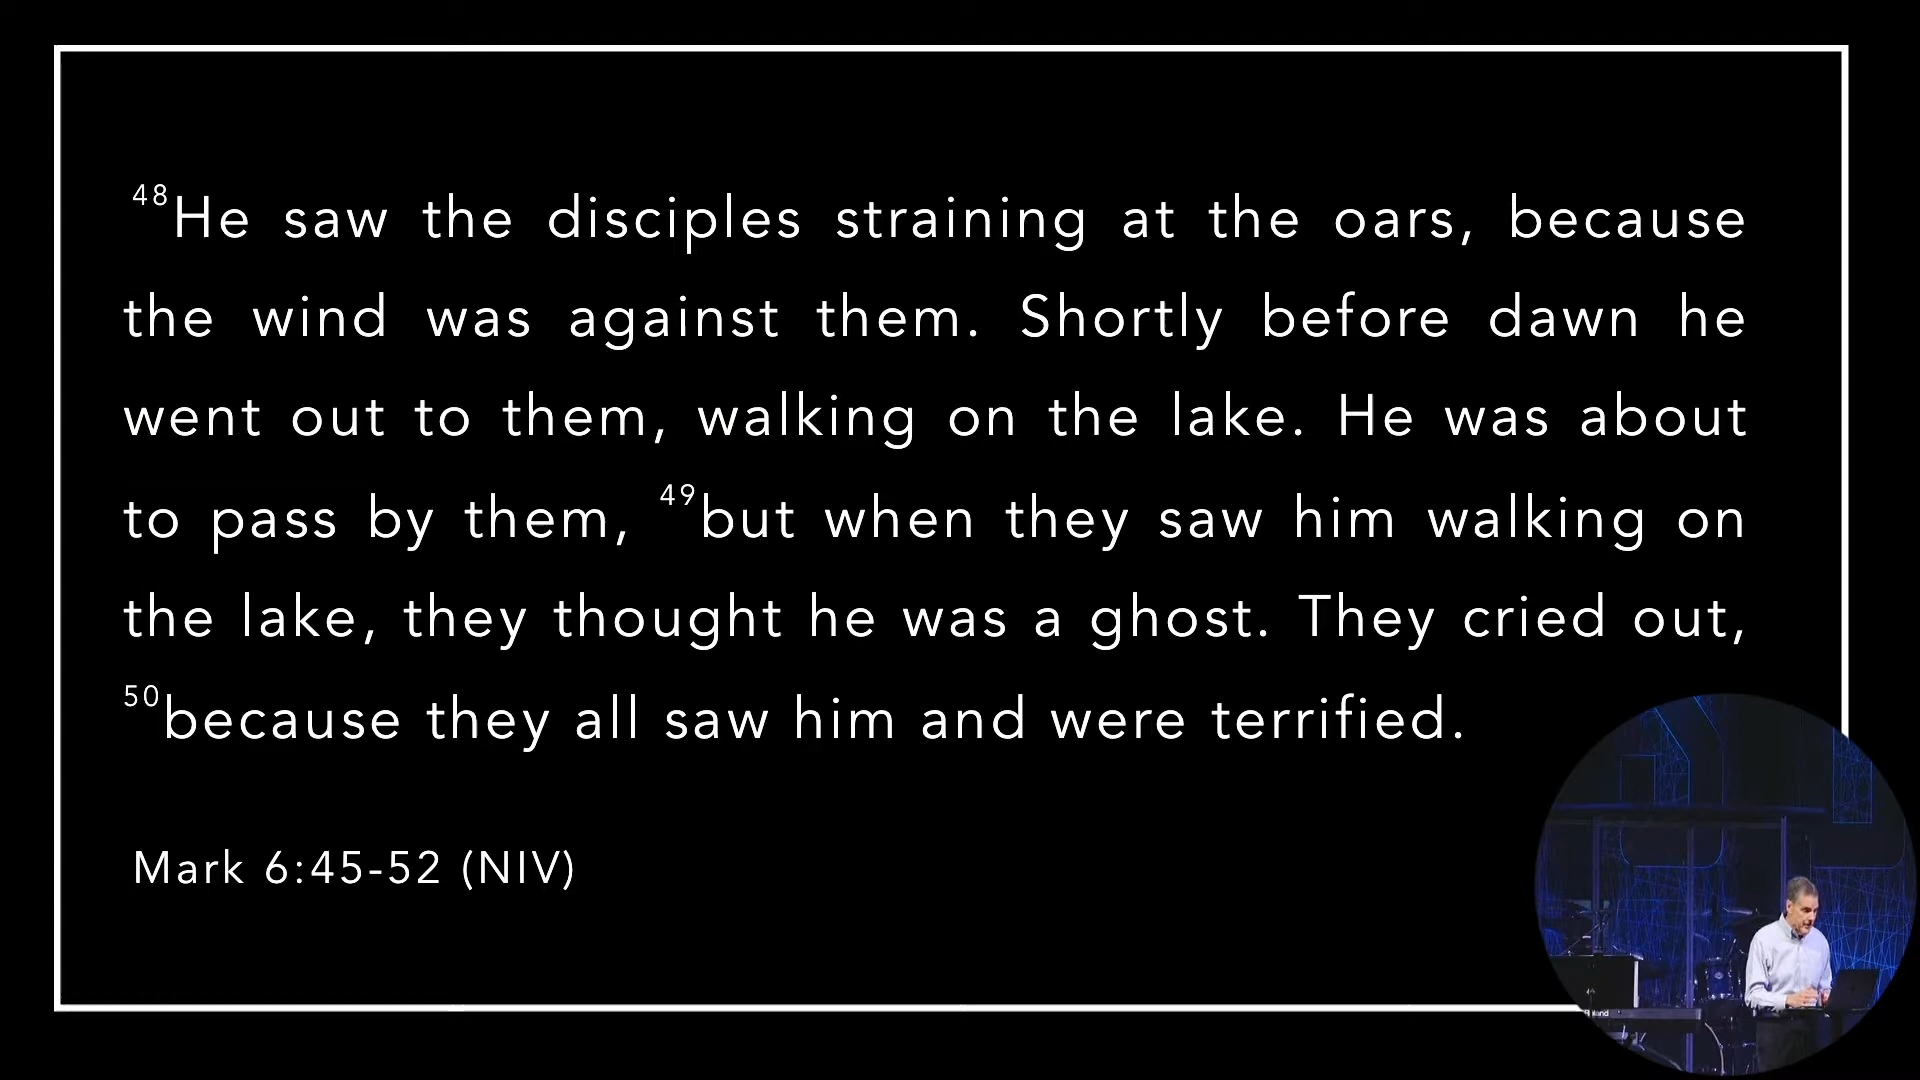 48He saw the disciples straining at the oars, because
the wind was against them. Shortly before dawn he
went out to them, walking on the lake. He was about
to pass by them, 49but when they saw him walking on
the lake, they thought he was a ghost. They cried out,
50because they all saw him and were terrified.
Mark 6:45-52 (NIV)